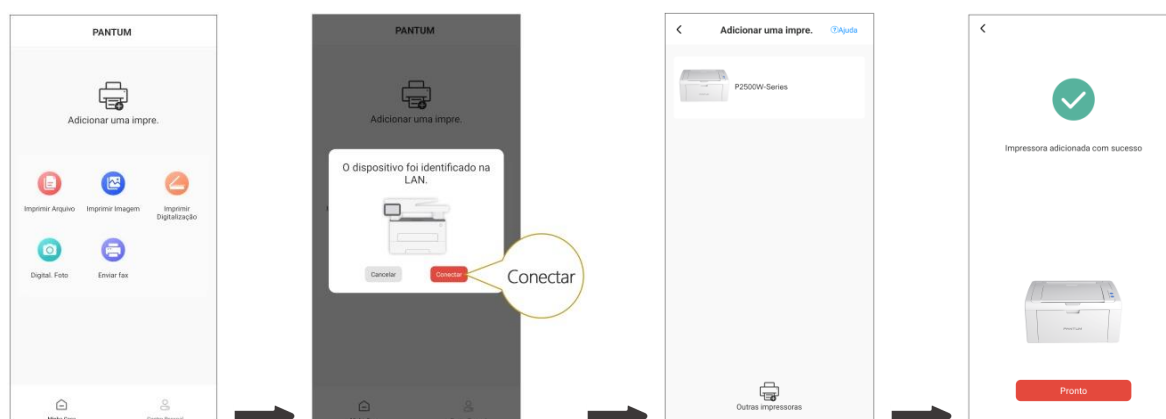 PANTUM
Adicionar uma impre.
Imprimir Arquivo
Imprimir Imagem
Imprimir
Digitalização
Digital. Foto
Enviar fax
PANTUM
Adicionar uma impre.
O dispositivo foi identificado na
LAN.
Cancelar
Conectar
Conectar
Adicionar uma impre.
?Ajuda
P2500W-Series
Outras impressoras
Impressora adicionada com sucesso
PANTUM
Pronto